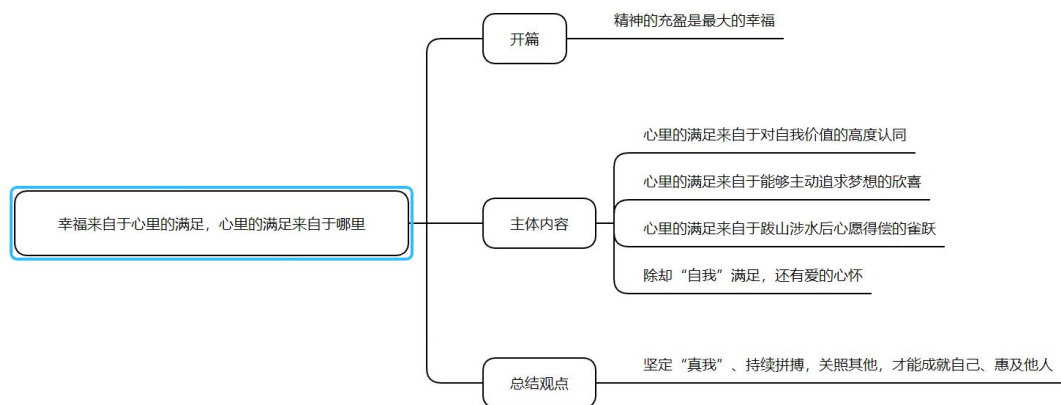 幸福来自于心里的满足，心里的满足来自于哪里
开篇
精神的充盈是最大的幸福
主体内容
心里的满足来自于对自我价值的高度认同
心里的满足来自于能够主动追求梦想的欣喜
心里的满足来自于跋山涉水后心愿得偿的雀跃
除却“自我”满足，还有爱的心怀
总结观点
坚定“真我”、持续拼搏，关照其他，才能成就自己、惠及他人